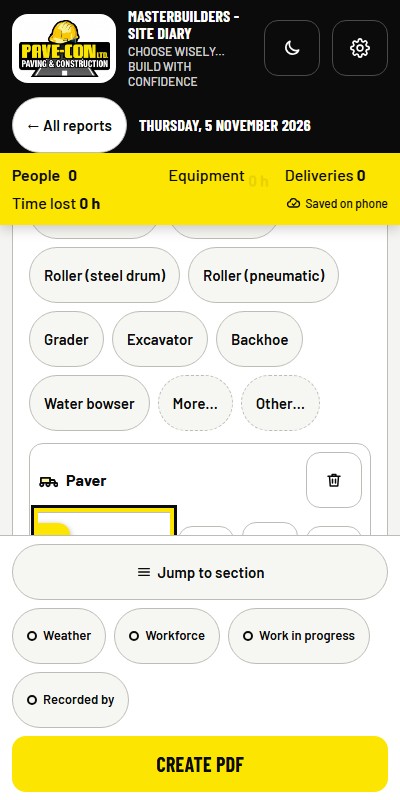 MASTERBUILDERS -
SITE DIARY
CHOOSE WISELY...
BUILD WITH
CONFIDENCE
PAVE-CON LTD.
PAVING & CONSTRUCTION
← All reports
THURSDAY, 5 NOVEMBER 2026
People 0
Equipment 0 h
Deliveries 0
Time lost 0 h
Saved on phone
Roller (steel drum)
Roller (pneumatic)
Grader
Excavator
Backhoe
Water bowser
More...
Other...
Paver
Jump to section
Weather
Workforce
Work in progress
Recorded by
CREATE PDF